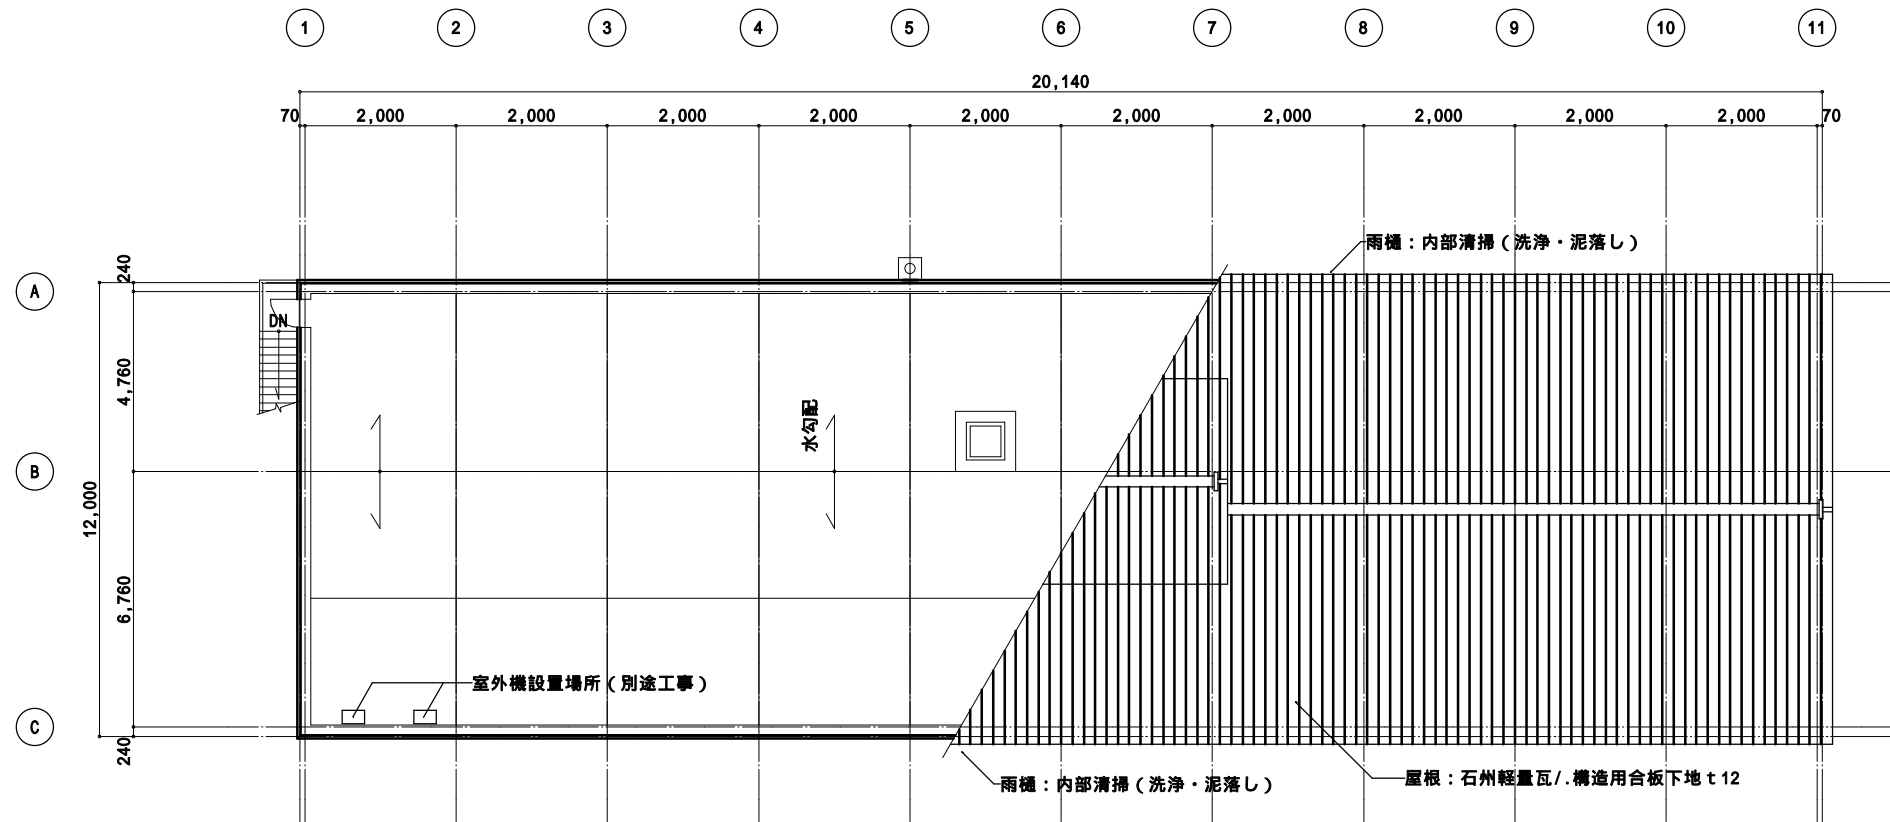 1 2 3 4 5 6 7 8 9 10 11
20,140
70 2,000 2,000 2,000 2,000 2,000 2,000 2,000 2,000 2,000 2,000 70
雨樋：内部清掃（洗浄・泥落し）
240
A
DN
4,760
水勾配
B
12,000
6,760
室外機設置場所（別途工事）
C
240
雨樋：内部清掃（洗浄・泥落し）
屋根：石州軽量瓦/.構造用合板下地ｔ12